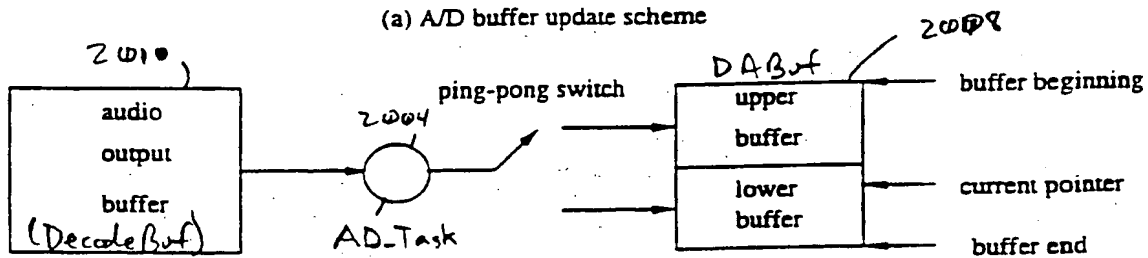 (a) A/D buffer update scheme
2010
2008
DABuf
buffer beginning
audio
output
buffer
(DecodeBuf)
ping-pong switch
2004
AD_Task
upper
buffer
lower
buffer
current pointer
buffer end